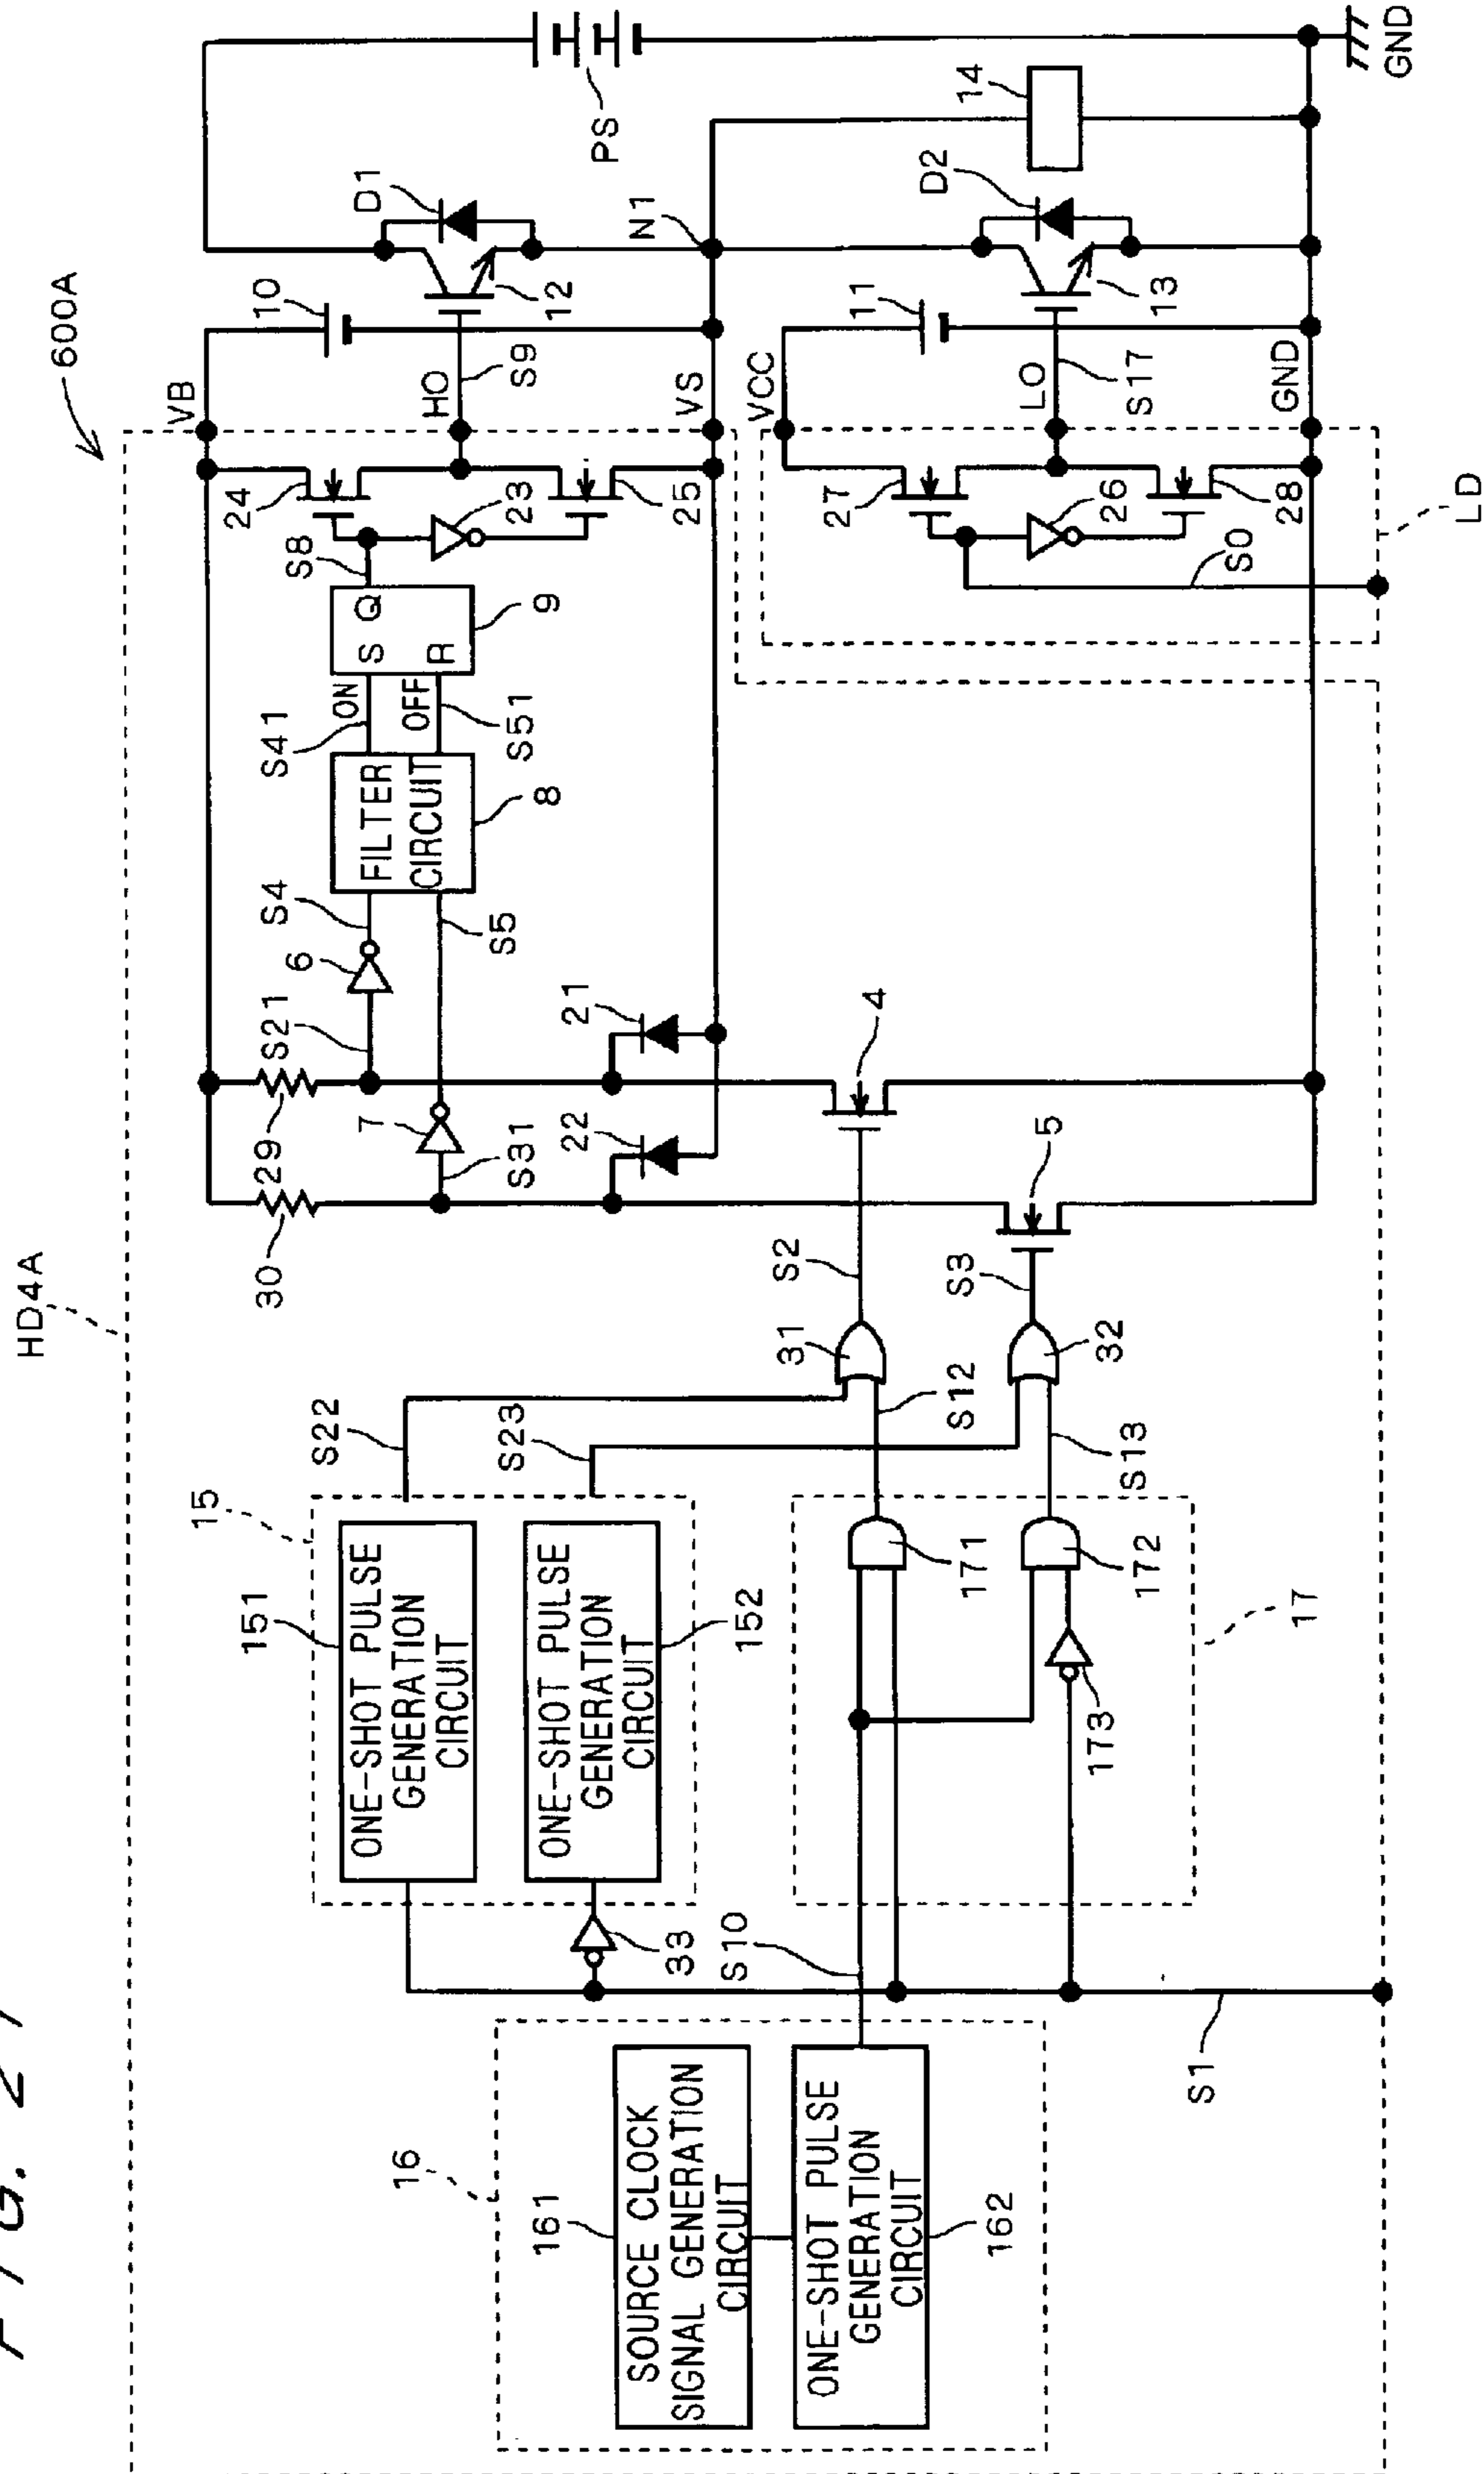 FIG. 21
600A
HD4A
VB
10
D1
PS
24
S8
HO
S9
12
23
25
VS
N1
14
GND
S41
ON
S
Q
9
R
OFF
S51
FILTER
CIRCUIT
8
S4
6
S5
S21
29
7
S31
30
21
22
4
5
VCC
11
D2
27
LO
S17
13
26
28
GND
S0
LD
S2
S3
31
32
S12
S13
S22
S23
15
151
ONE-SHOT PULSE
GENERATION
CIRCUIT
152
ONE-SHOT PULSE
GENERATION
CIRCUIT
33
171
172
173
17
S10
S1
16
161
SOURCE CLOCK
SIGNAL GENERATION
CIRCUIT
162
ONE-SHOT PULSE
GENERATION
CIRCUIT